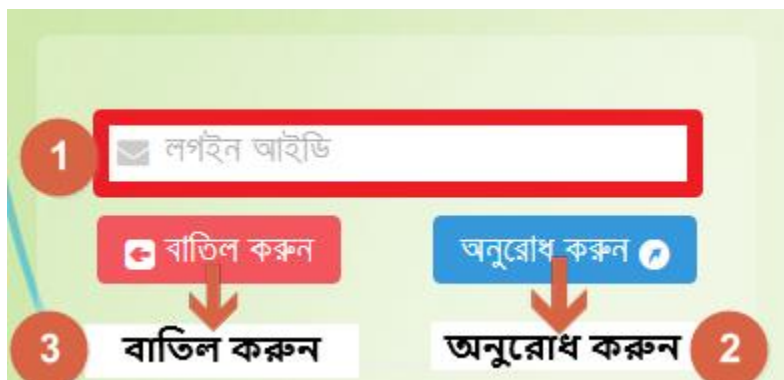 1 লগইন আইডি
বাতিল করুন অনুরোধ করুন
3 বাতিল করুন অনুরোধ করুন 2